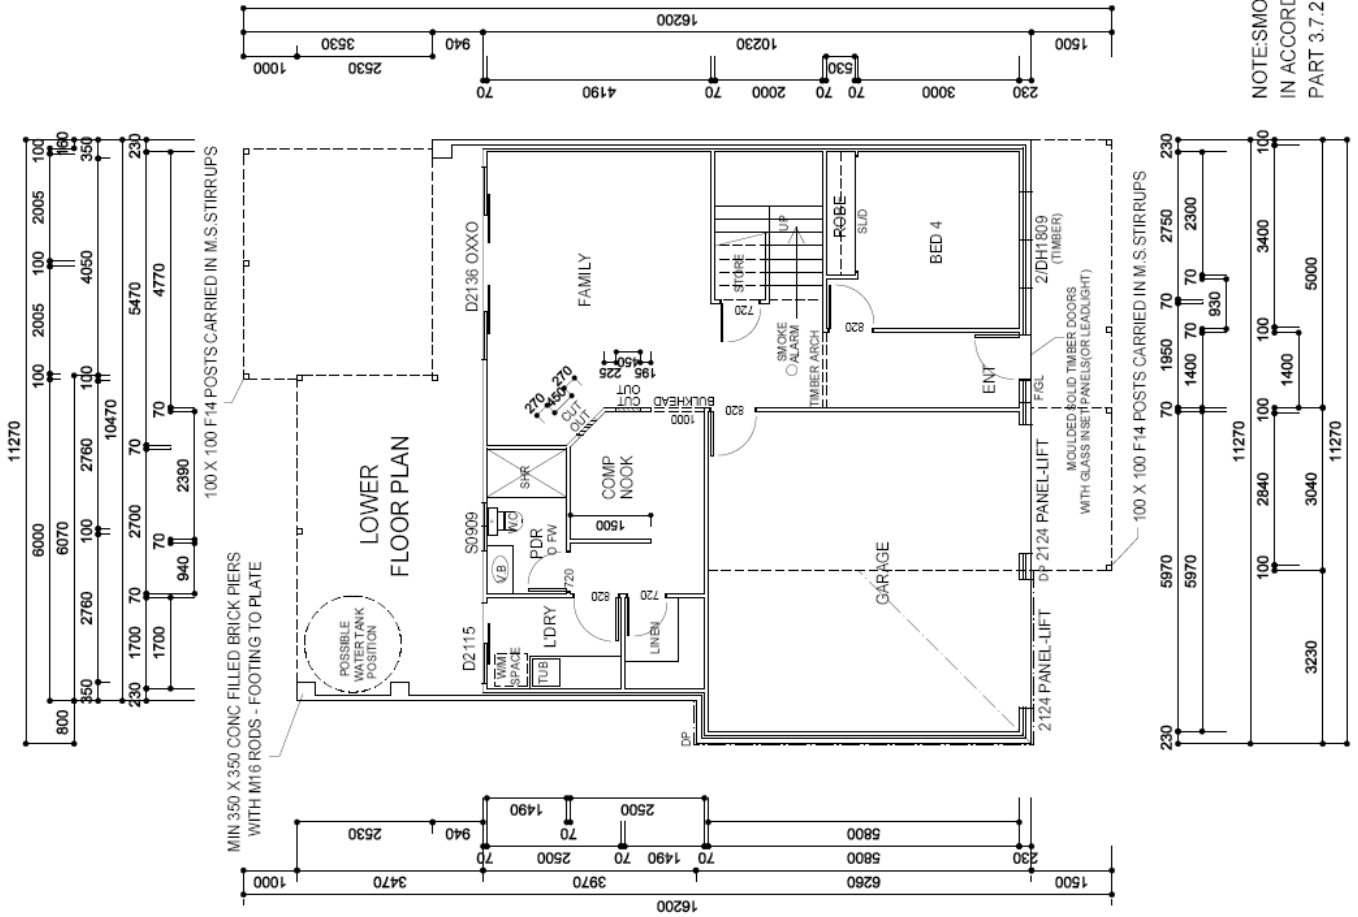 16200
3530
940
10230
1500
1000
2530
530
70
4190
70
2000
70
70
3000
230
NOTE:SMO
IN ACCORD
PART 3.7.2
11270
6000
800
100
2005
100
2005
100
6070
160
350
4050
100
2760
100
2760
350
10470
230
5470
70
2700
70
1700
230
4770
70
2390
70
940
1700
100 X 100 F14 POSTS CARRIED IN M.S.STIRRUPS
MIN 350 X 350 CONC FILLED BRICK PIERS
WITH M16 RODS - FOOTING TO PLATE
LOWER
FLOOR PLAN
POSSIBLE
WATER TANK
POSITION
D2136 OXXO
S0909
D2115
FAMILY
270
450
270
CUT
OUT
225
450
195
CUT
OUT
BULKHEAD
1000
SHR
W.C
PDR
O FW
V.B
720
COMP
NOOK
1500
L'DRY
820
720
W/M
SPACE
TUB
LINEN
STORE
720
UP
SMOKE
ALARM
TIMBER ARCH
ROBE
SL/D
BED 4
820
ENT
F/GL
820
GARAGE
DP
DP
2124 PANEL-LIFT
2124 PANEL-LIFT
2/DH1809
(TIMBER)
MOULDED SOLID TIMBER DOORS
WITH GLASS INSET PANELS(OR LEADLIGHT)
100 X 100 F14 POSTS CARRIED IN M.S.STIRRUPS
230
2750
70
1950
70
5970
230
2300
70
930
70
1400
5970
11270
100
3400
100
1400
100
2840
100
5000
3040
3230
11270
1490
2500
2530
940
70
5800
70
2500
70
1490
70
5800
230
1000
3470
3970
6260
1500
16200